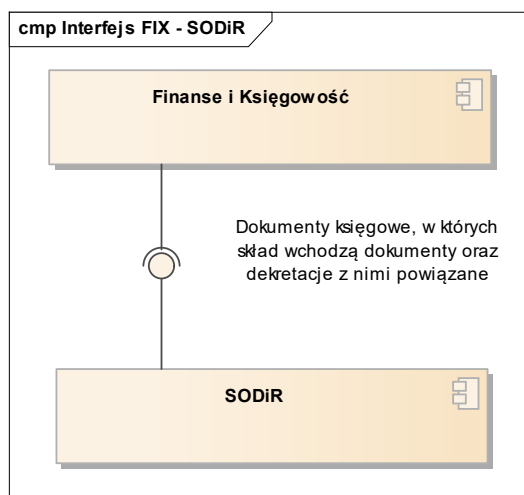 cmp Interfejs FIX - SODiR
Finanse i Księgowość
Dokumenty księgowe, w których
skład wchodzą dokumenty oraz
dekretacje z nimi powiązane
SODiR